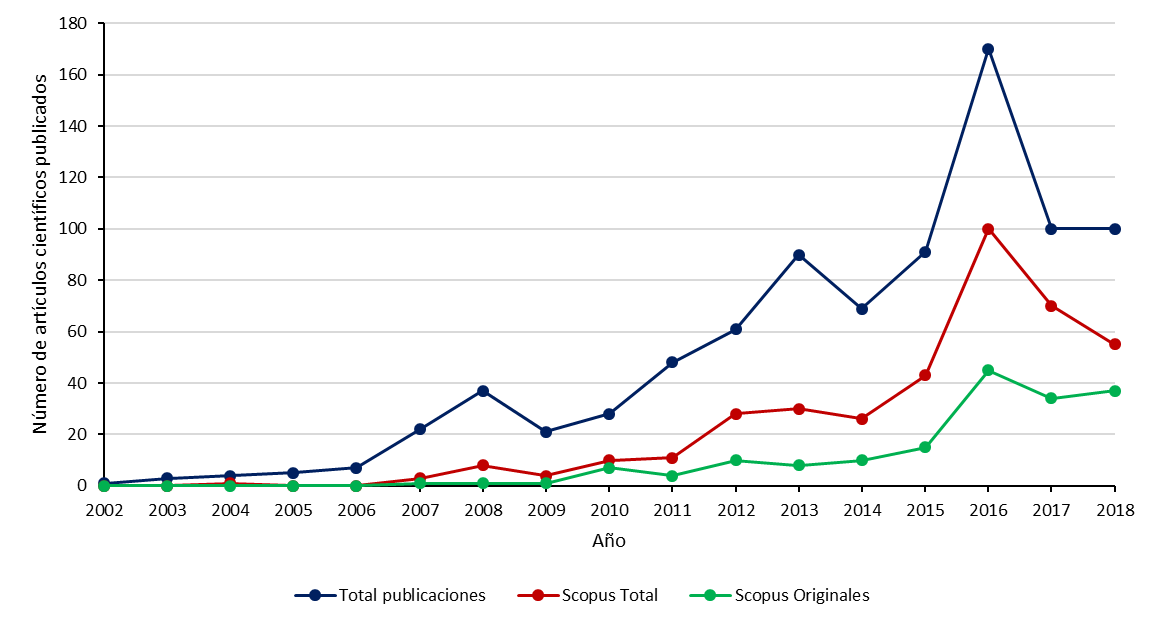 180
160
140
120
100
80
60
40
20
0
Número de artículos científicos publicados
2002 2003 2004 2005 2006 2007 2008 2009 2010 2011 2012 2013 2014 2015 2016 2017 2018
Año
Total publicaciones Scopus Total Scopus Originales